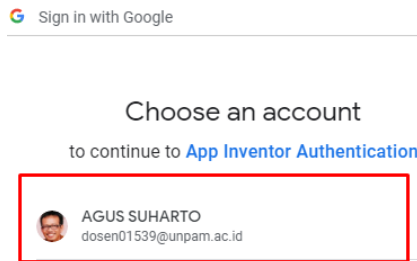 Sign in with Google
Choose an account
to continue to App Inventor Authentication
AGUS SUHARTO
dosen01539@unpam.ac.id